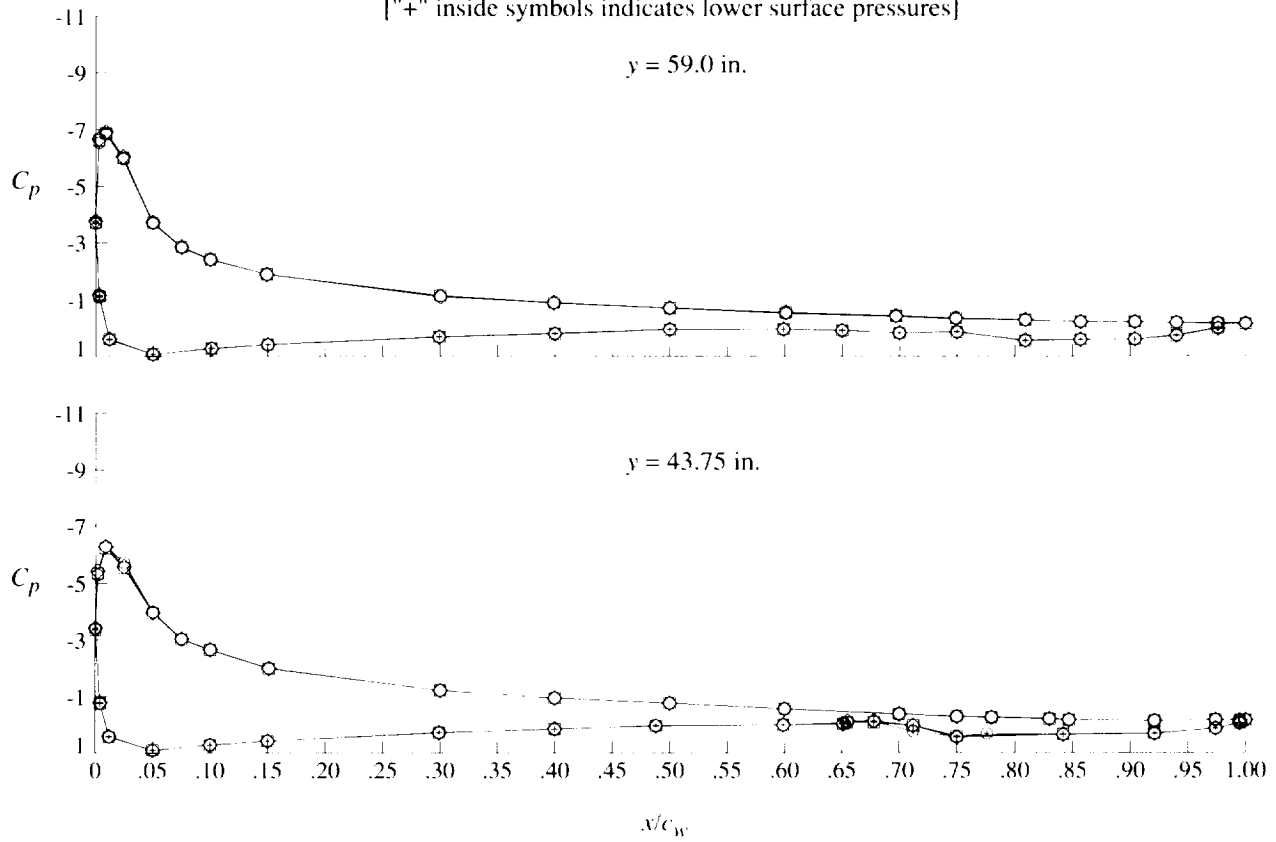 ["+" inside symbols indicates lower surface pressures]
-11
y = 59.0 in.
-9
-7
-5
Cp
-3
-1
1
-11
y = 43.75 in.
-9
-7
-5
Cp
-3
-1
1
0 .05 .10 .15 .20 .25 .30 .35 .40 .45 .50 .55 .60 .65 .70 .75 .80 .85 .90 .95 1.00
x/cw